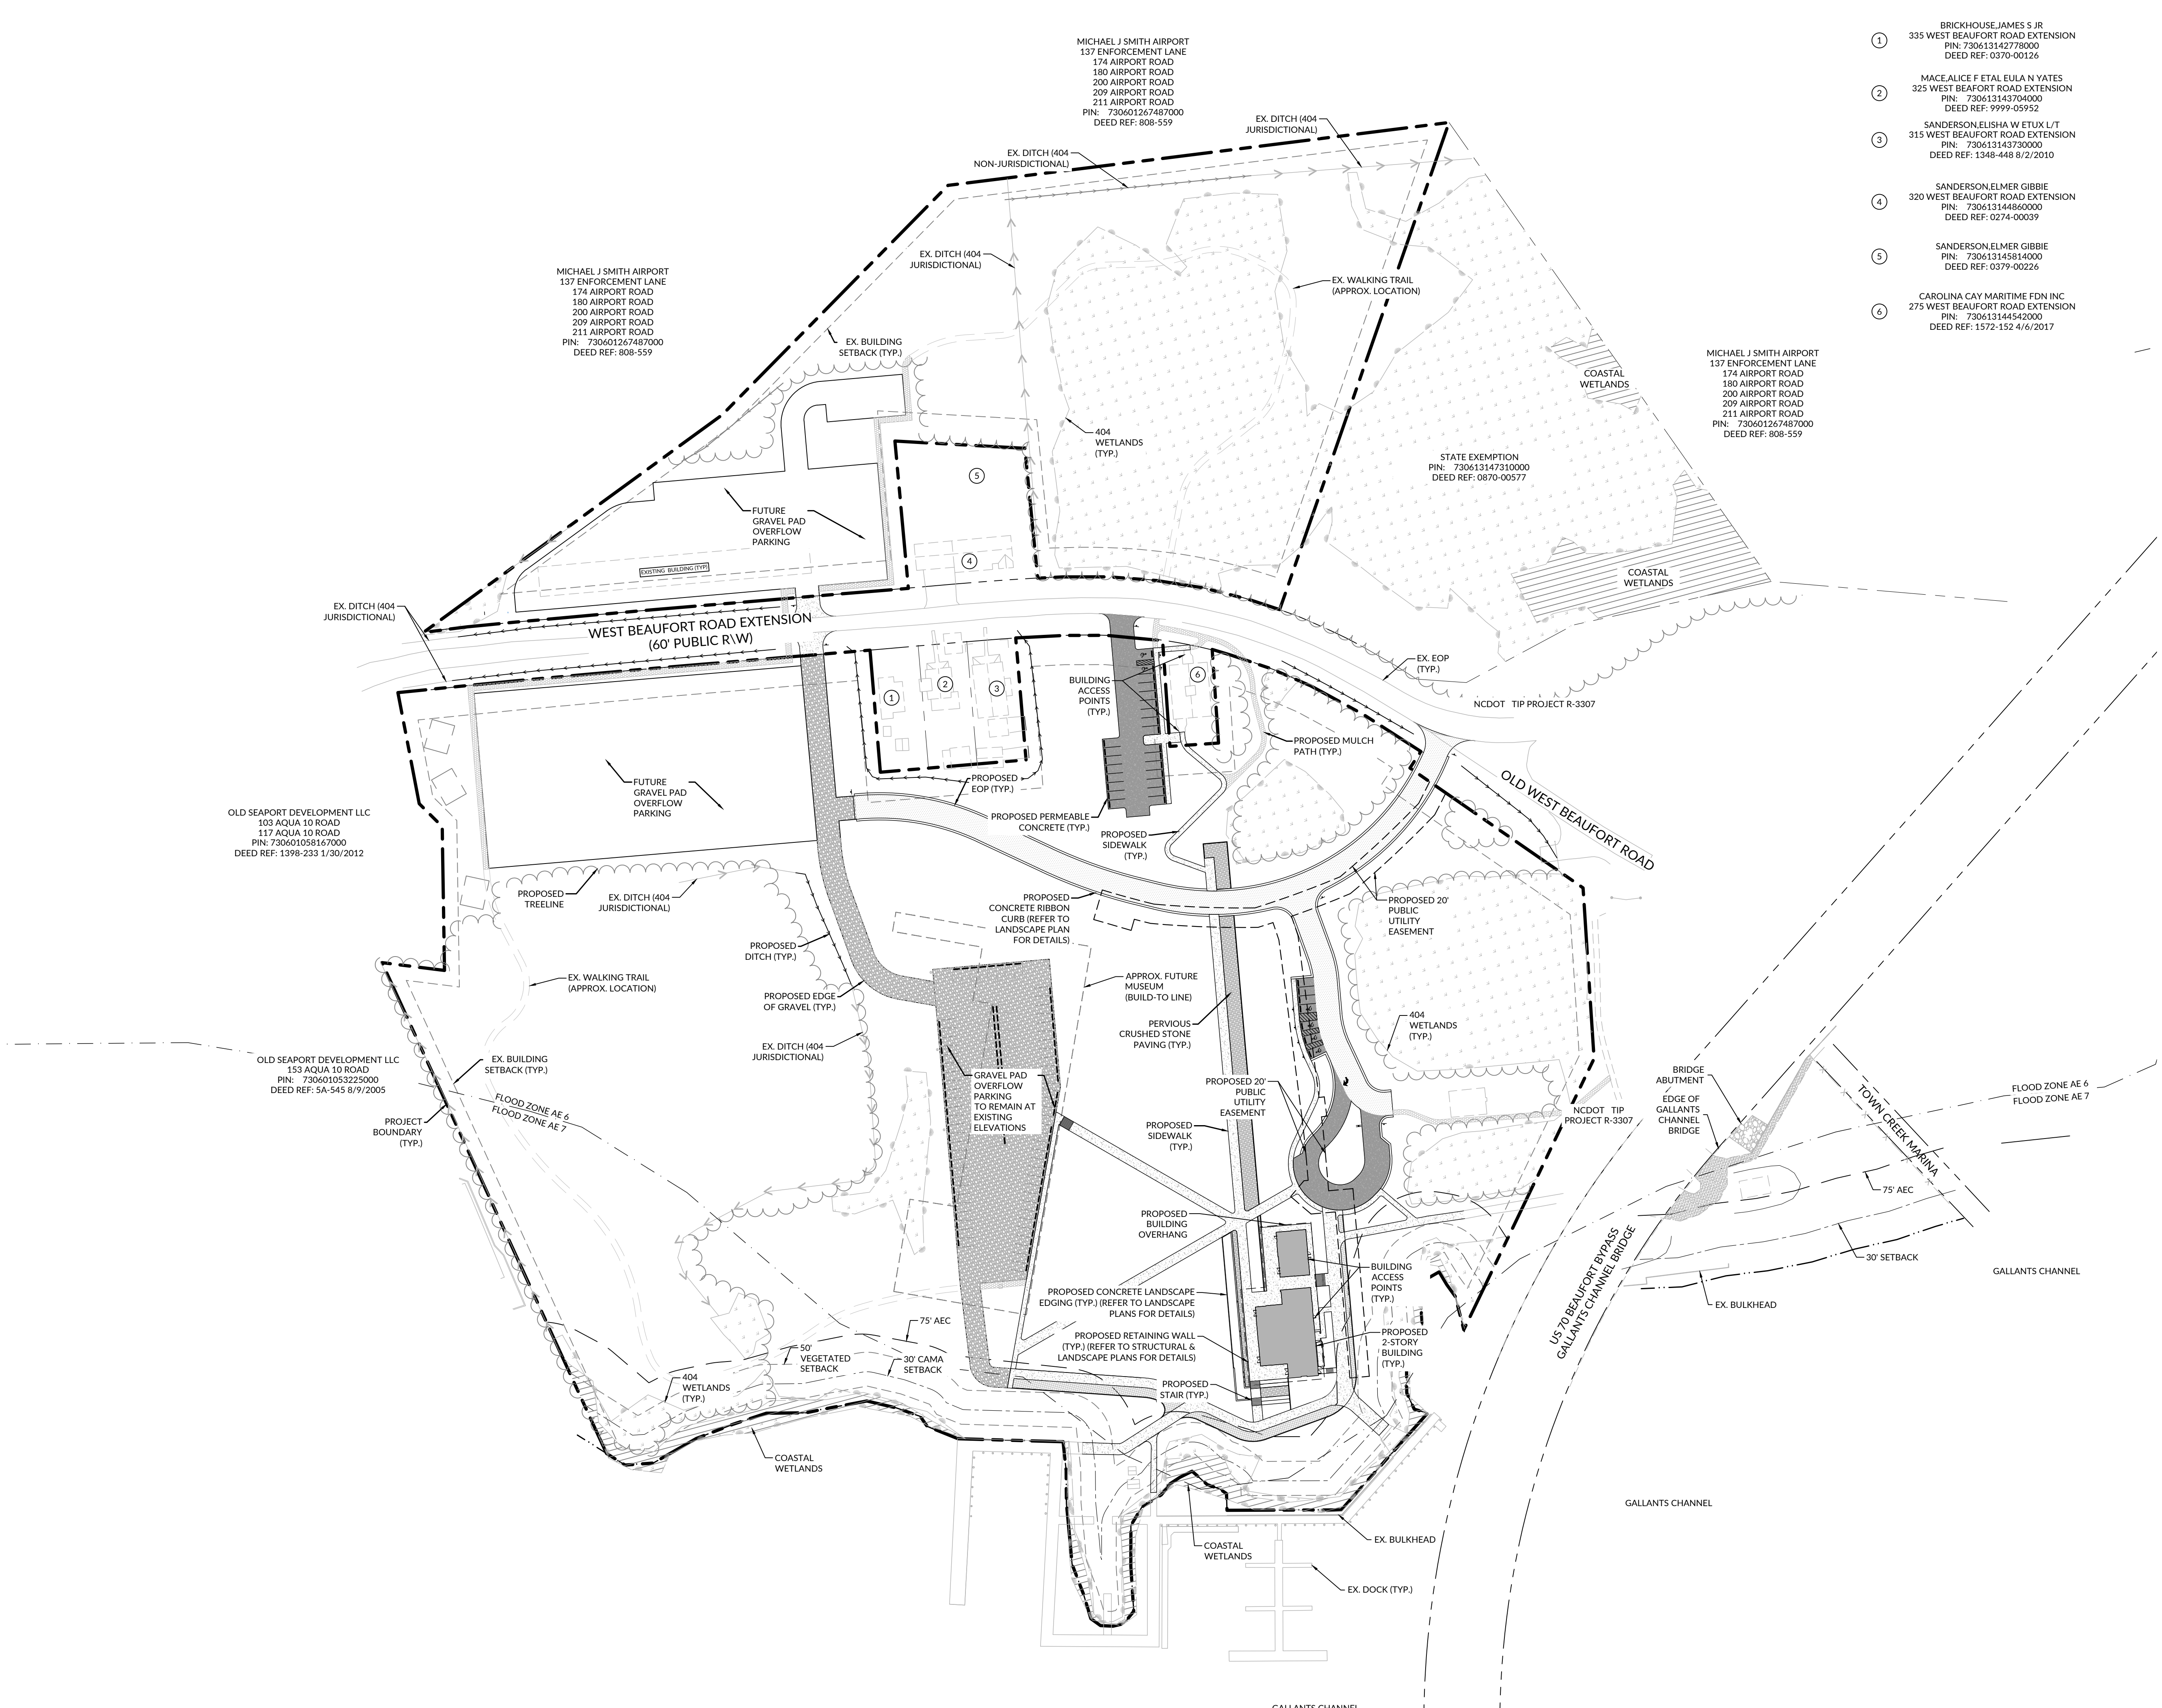 BRICKHOUSE,JAMES S JR
1
335 WEST BEAUFORT ROAD EXTENSION
PIN: 730613142778000
DEED REF: 0370-00126
MACE,ALICE F ETAL EULA N YATES
2
325 WEST BEAFORT ROAD EXTENSION
PIN: 730613143704000
DEED REF: 9999-05952
SANDERSON,ELISHA W ETUX L/T
3
315 WEST BEAUFORT ROAD EXTENSION
PIN: 730613143730000
DEED REF: 1348-448 8/2/2010
SANDERSON,ELMER GIBBIE
4
320 WEST BEAUFORT ROAD EXTENSION
PIN: 730613144860000
DEED REF: 0274-00039
SANDERSON,ELMER GIBBIE
5
PIN: 730613145814000
DEED REF: 0379-00226
CAROLINA CAY MARITIME FDN INC
6
275 WEST BEAUFORT ROAD EXTENSION
PIN: 730613144542000
DEED REF: 1572-152 4/6/2017
MICHAEL J SMITH AIRPORT
137 ENFORCEMENT LANE
174 AIRPORT ROAD
180 AIRPORT ROAD
200 AIRPORT ROAD
209 AIRPORT ROAD
211 AIRPORT ROAD
PIN: 730601267487000
DEED REF: 808-559
EX. DITCH (404
JURISDICTIONAL)
EX. DITCH (404
NON-JURISDICTIONAL)
EX. DITCH (404
JURISDICTIONAL)
MICHAEL J SMITH AIRPORT
137 ENFORCEMENT LANE
174 AIRPORT ROAD
180 AIRPORT ROAD
200 AIRPORT ROAD
209 AIRPORT ROAD
211 AIRPORT ROAD
PIN: 730601267487000
DEED REF: 808-559
EX. WALKING TRAIL
(APPROX. LOCATION)
EX. BUILDING
SETBACK (TYP.)
MICHAEL J SMITH AIRPORT
137 ENFORCEMENT LANE
174 AIRPORT ROAD
180 AIRPORT ROAD
200 AIRPORT ROAD
209 AIRPORT ROAD
211 AIRPORT ROAD
PIN: 730601267487000
DEED REF: 808-559
COASTAL
WETLANDS
404
WETLANDS
(TYP.)
STATE EXEMPTION
PIN: 730613147310000
DEED REF: 0870-00577
5
FUTURE
GRAVEL PAD
OVERFLOW
PARKING
4
EXISTING BUILDING (TYP)
COASTAL
WETLANDS
EX. DITCH (404
JURISDICTIONAL)
WEST BEAUFORT ROAD EXTENSION
(60' PUBLIC R\W)
EX. EOP
(TYP.)
1
2
3
6
BUILDING
ACCESS
POINTS
(TYP.)
NCDOT TIP PROJECT R-3307
PROPOSED MULCH
PATH (TYP.)
FUTURE
GRAVEL PAD
OVERFLOW
PARKING
PROPOSED
EOP (TYP.)
OLD WEST BEAUFORT ROAD
OLD SEAPORT DEVELOPMENT LLC
103 AQUA 10 ROAD
117 AQUA 10 ROAD
PIN: 730601058167000
DEED REF: 1398-233 1/30/2012
PROPOSED PERMEABLE
CONCRETE (TYP.)
PROPOSED
SIDEWALK
(TYP.)
PROPOSED
TREELINE
EX. DITCH (404
JURISDICTIONAL)
PROPOSED
CONCRETE RIBBON
CURB (REFER TO
LANDSCAPE PLAN
FOR DETAILS)
PROPOSED 20'
PUBLIC
UTILITY
EASEMENT
PROPOSED
DITCH (TYP.)
EX. WALKING TRAIL
(APPROX. LOCATION)
APPROX. FUTURE
MUSEUM
(BUILD-TO LINE)
PROPOSED EDGE
OF GRAVEL (TYP.)
PERVIOUS
CRUSHED STONE
PAVING (TYP.)
404
WETLANDS
(TYP.)
EX. DITCH (404
JURISDICTIONAL)
OLD SEAPORT DEVELOPMENT LLC
153 AQUA 10 ROAD
PIN: 730601053225000
DEED REF: 5A-545 8/9/2005
EX. BUILDING
SETBACK (TYP.)
GRAVEL PAD
OVERFLOW
PARKING
TO REMAIN AT
EXISTING
ELEVATIONS
PROPOSED 20'
PUBLIC
UTILITY
EASEMENT
BRIDGE
ABUTMENT
EDGE OF
GALLANTS
CHANNEL
BRIDGE
FLOOD ZONE AE 6
FLOOD ZONE AE 7
FLOOD ZONE AE 6
FLOOD ZONE AE 7
PROJECT
BOUNDARY
(TYP.)
NCDOT TIP
PROJECT R-3307
TOWN CREEK MARINA
PROPOSED
SIDEWALK
(TYP.)
75' AEC
PROPOSED
BUILDING
OVERHANG
30' SETBACK
BUILDING
ACCESS
POINTS
(TYP.)
GALLANTS CHANNEL
US 70 BEAUFORT BYPASS
GALLANTS CHANNEL BRIDGE
PROPOSED CONCRETE LANDSCAPE
EDGING (TYP.) (REFER TO LANDSCAPE
PLANS FOR DETAILS)
EX. BULKHEAD
75' AEC
PROPOSED RETAINING WALL
(TYP.) (REFER TO STRUCTURAL &
LANDSCAPE PLANS FOR DETAILS)
PROPOSED
2-STORY
BUILDING
(TYP.)
50'
VEGETATED
SETBACK
30' CAMA
SETBACK
404
WETLANDS
(TYP.)
PROPOSED
STAIR (TYP.)
COASTAL
WETLANDS
GALLANTS CHANNEL
EX. BULKHEAD
COASTAL
WETLANDS
EX. DOCK (TYP.)
GALLANTS CHANNEL